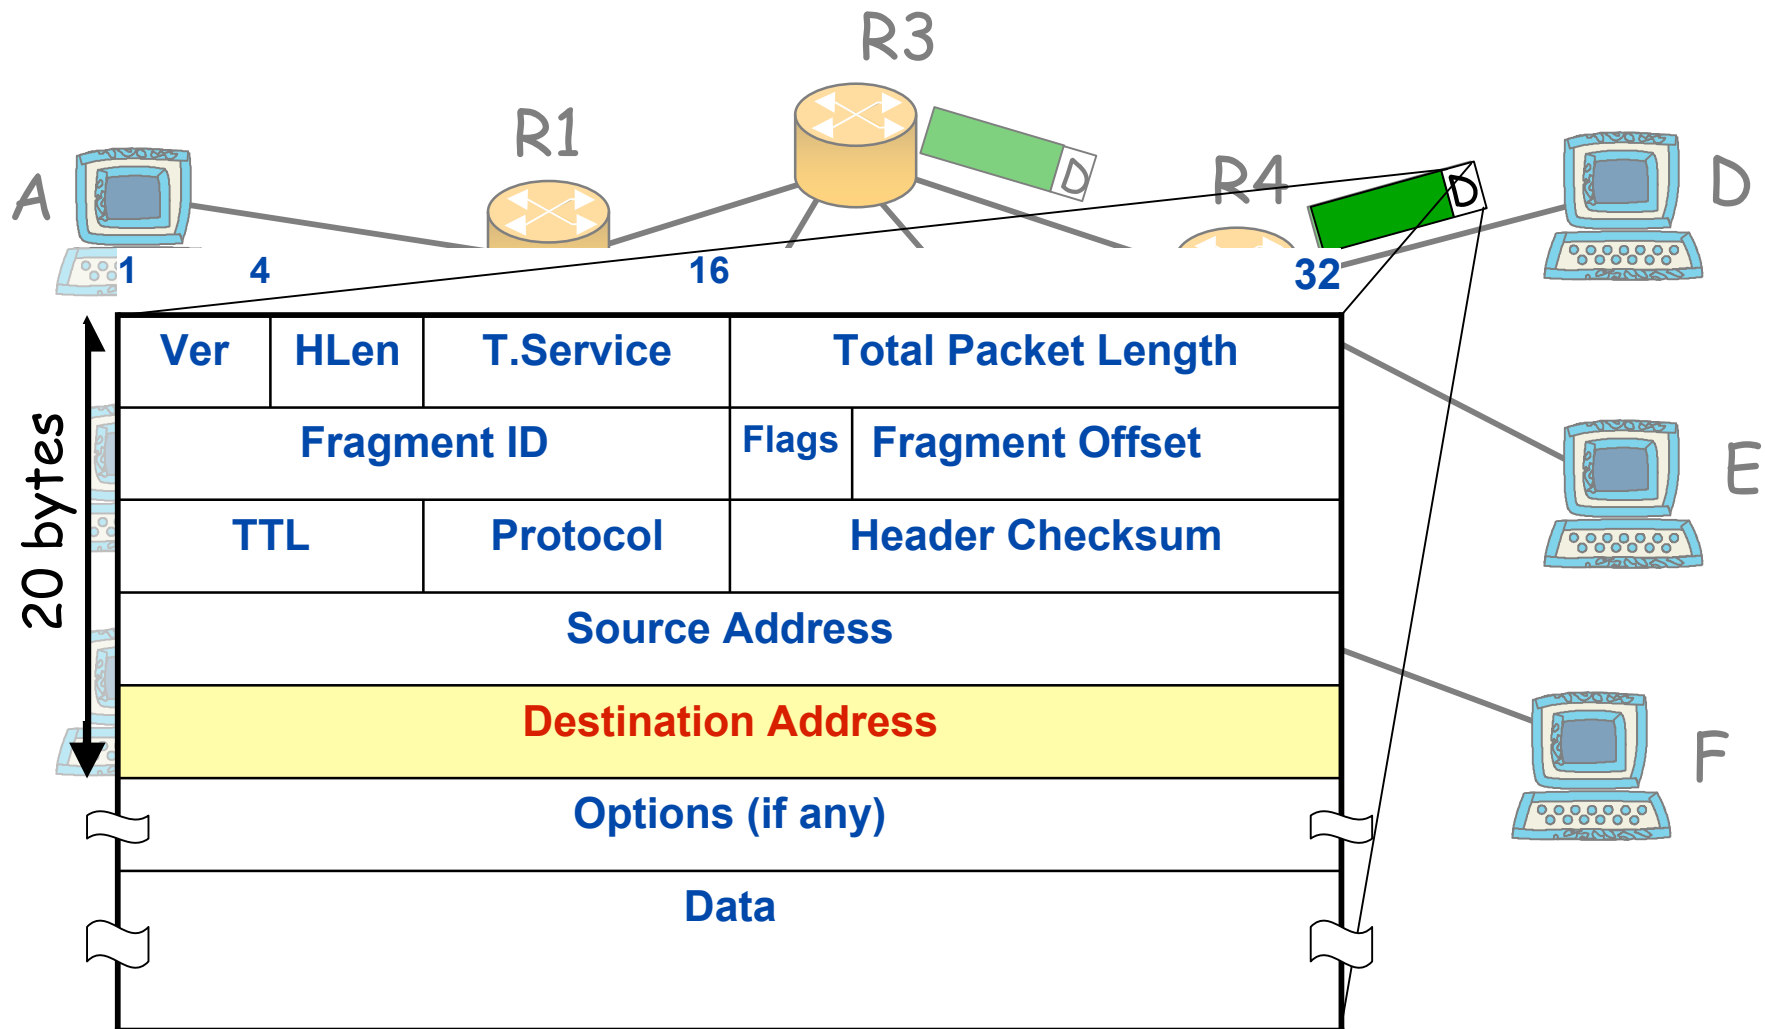 R3
R1
D
A
R4
D
D
1 4 16 32
Ver HLen T.Service Total Packet Length
Fragment ID Flags Fragment Offset
E
TTL Protocol Header Checksum
20 bytes
Source Address
Destination Address
F
Options (if any)
Data